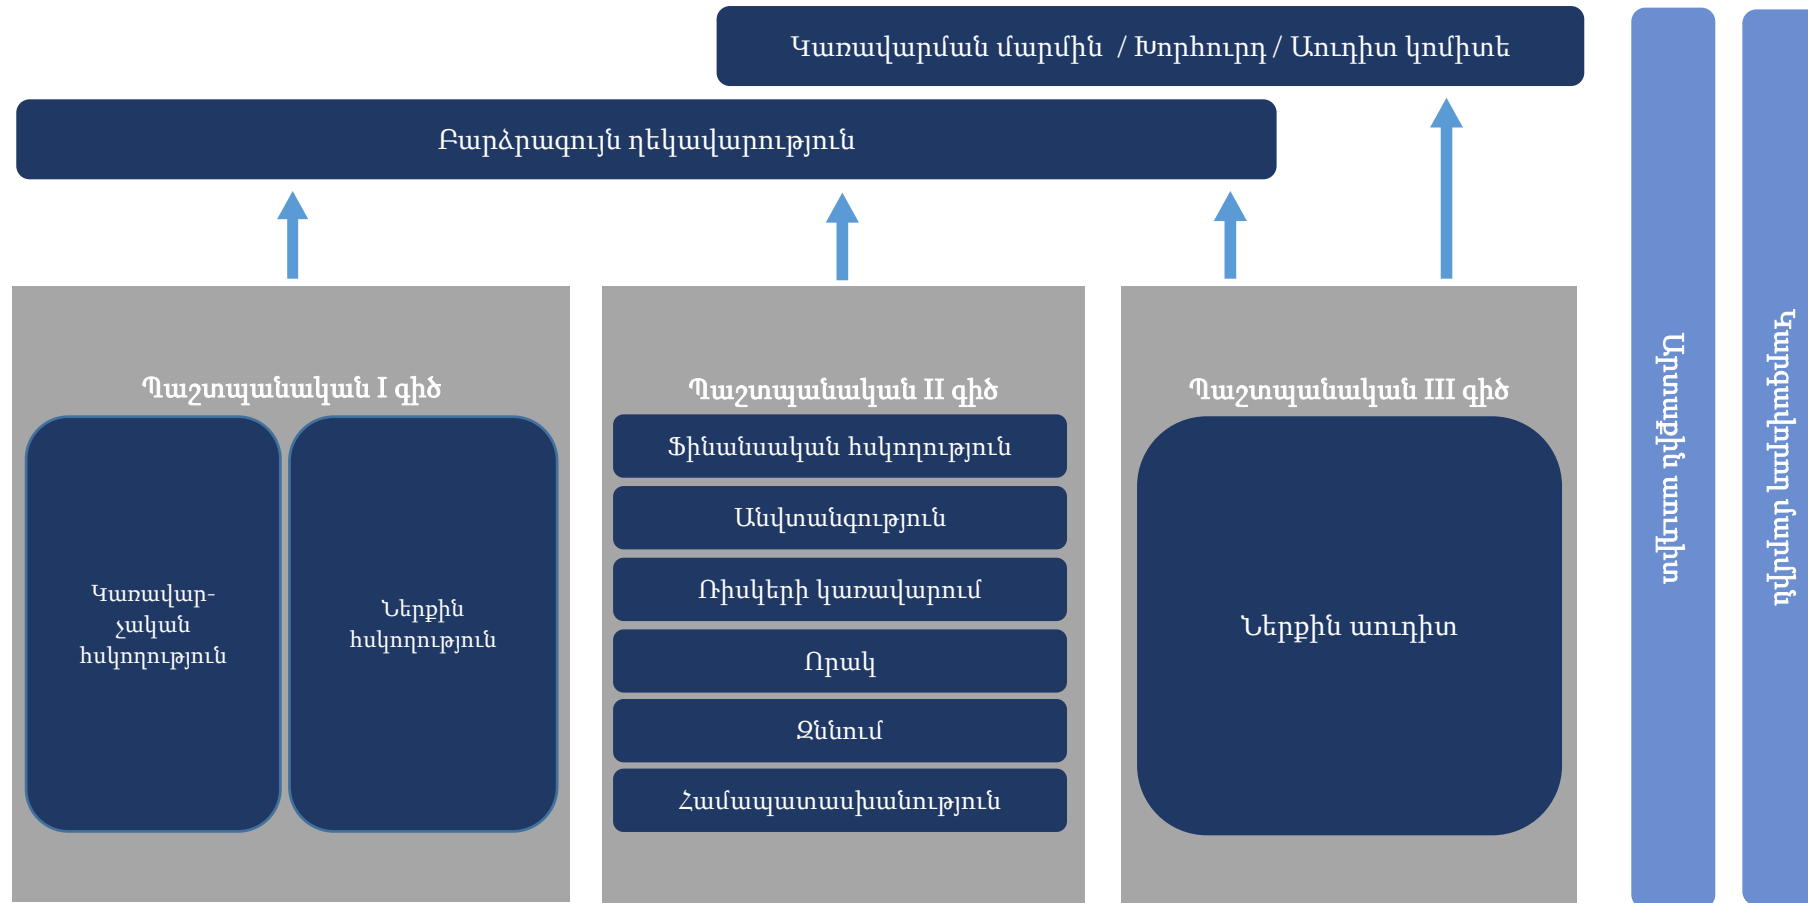 Կառավարման մարմին / Խորհուրդ / Աուդիտ կոմիտե
Բարձրագույն ղեկավարություն
Պաշտպանական I գիծ
Կառավար-
չական
հսկողություն
Ներքին
հսկողություն
Պաշտպանական II գիծ
Ֆինանսական հսկողություն
Անվտանգություն
Ռիսկերի կառավարում
Որակ
Զննում
Համապատասխանություն
Պաշտպանական III գիծ
Ներքին աուդիտ
Արտաքին աուդիտ
Կարգավորող մարմին